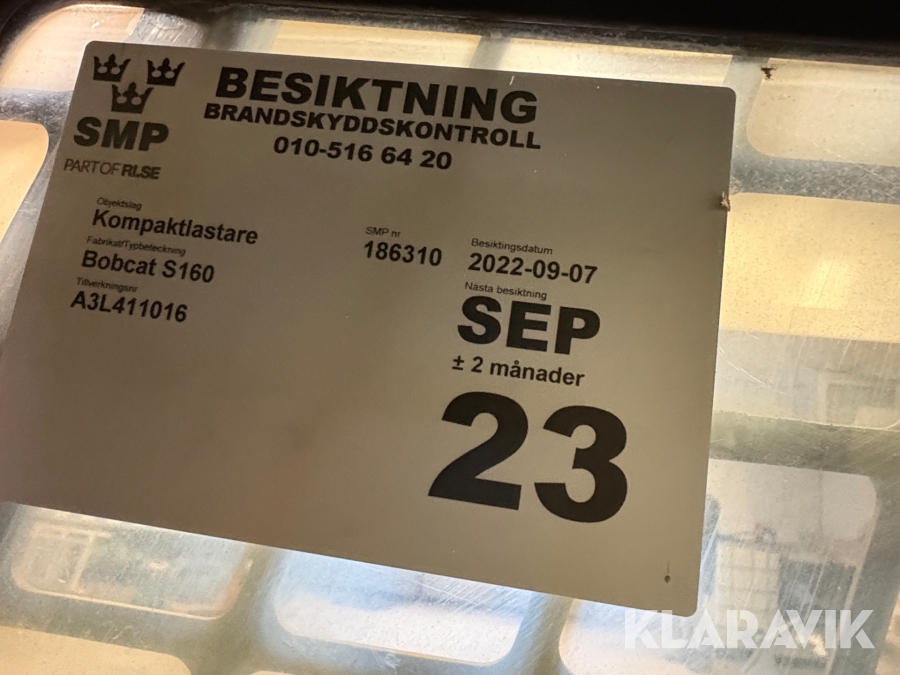 BESIKTNING
BRANDSKYDDSKONTROLL
010-516 64 20
SMP
PART OF RI.SE
Objektslag
Kompaktlastare
Fabrikat/Typbeteckning
Bobcat S160
Tillverkningsnr
A3L411016
SMP nr
186310
Besiktingsdatum
2022-09-07
Nästa besiktning
SEP
± 2 månader
23
KLARAVIK